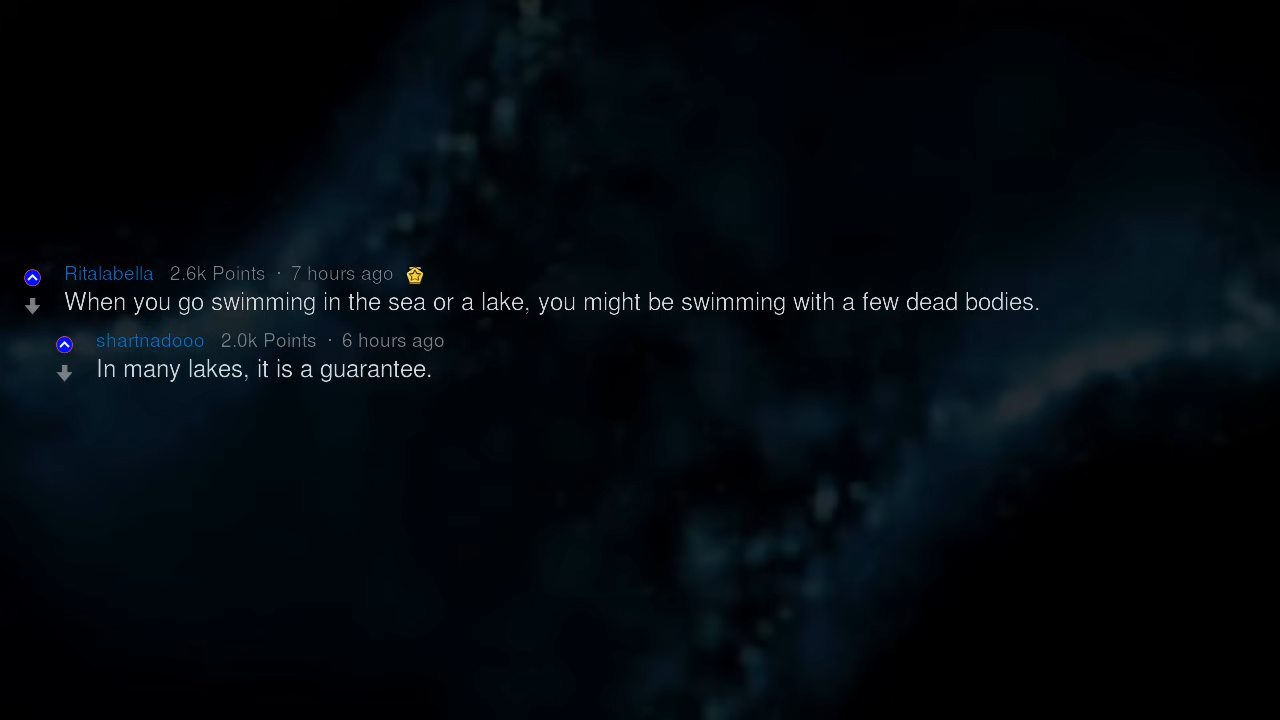 Ritalabella 2.6k Points · 7 hours ago
When you go swimming in the sea or a lake, you might be swimming with a few dead bodies.
shartnadooo 2.0k Points · 6 hours ago
In many lakes, it is a guarantee.